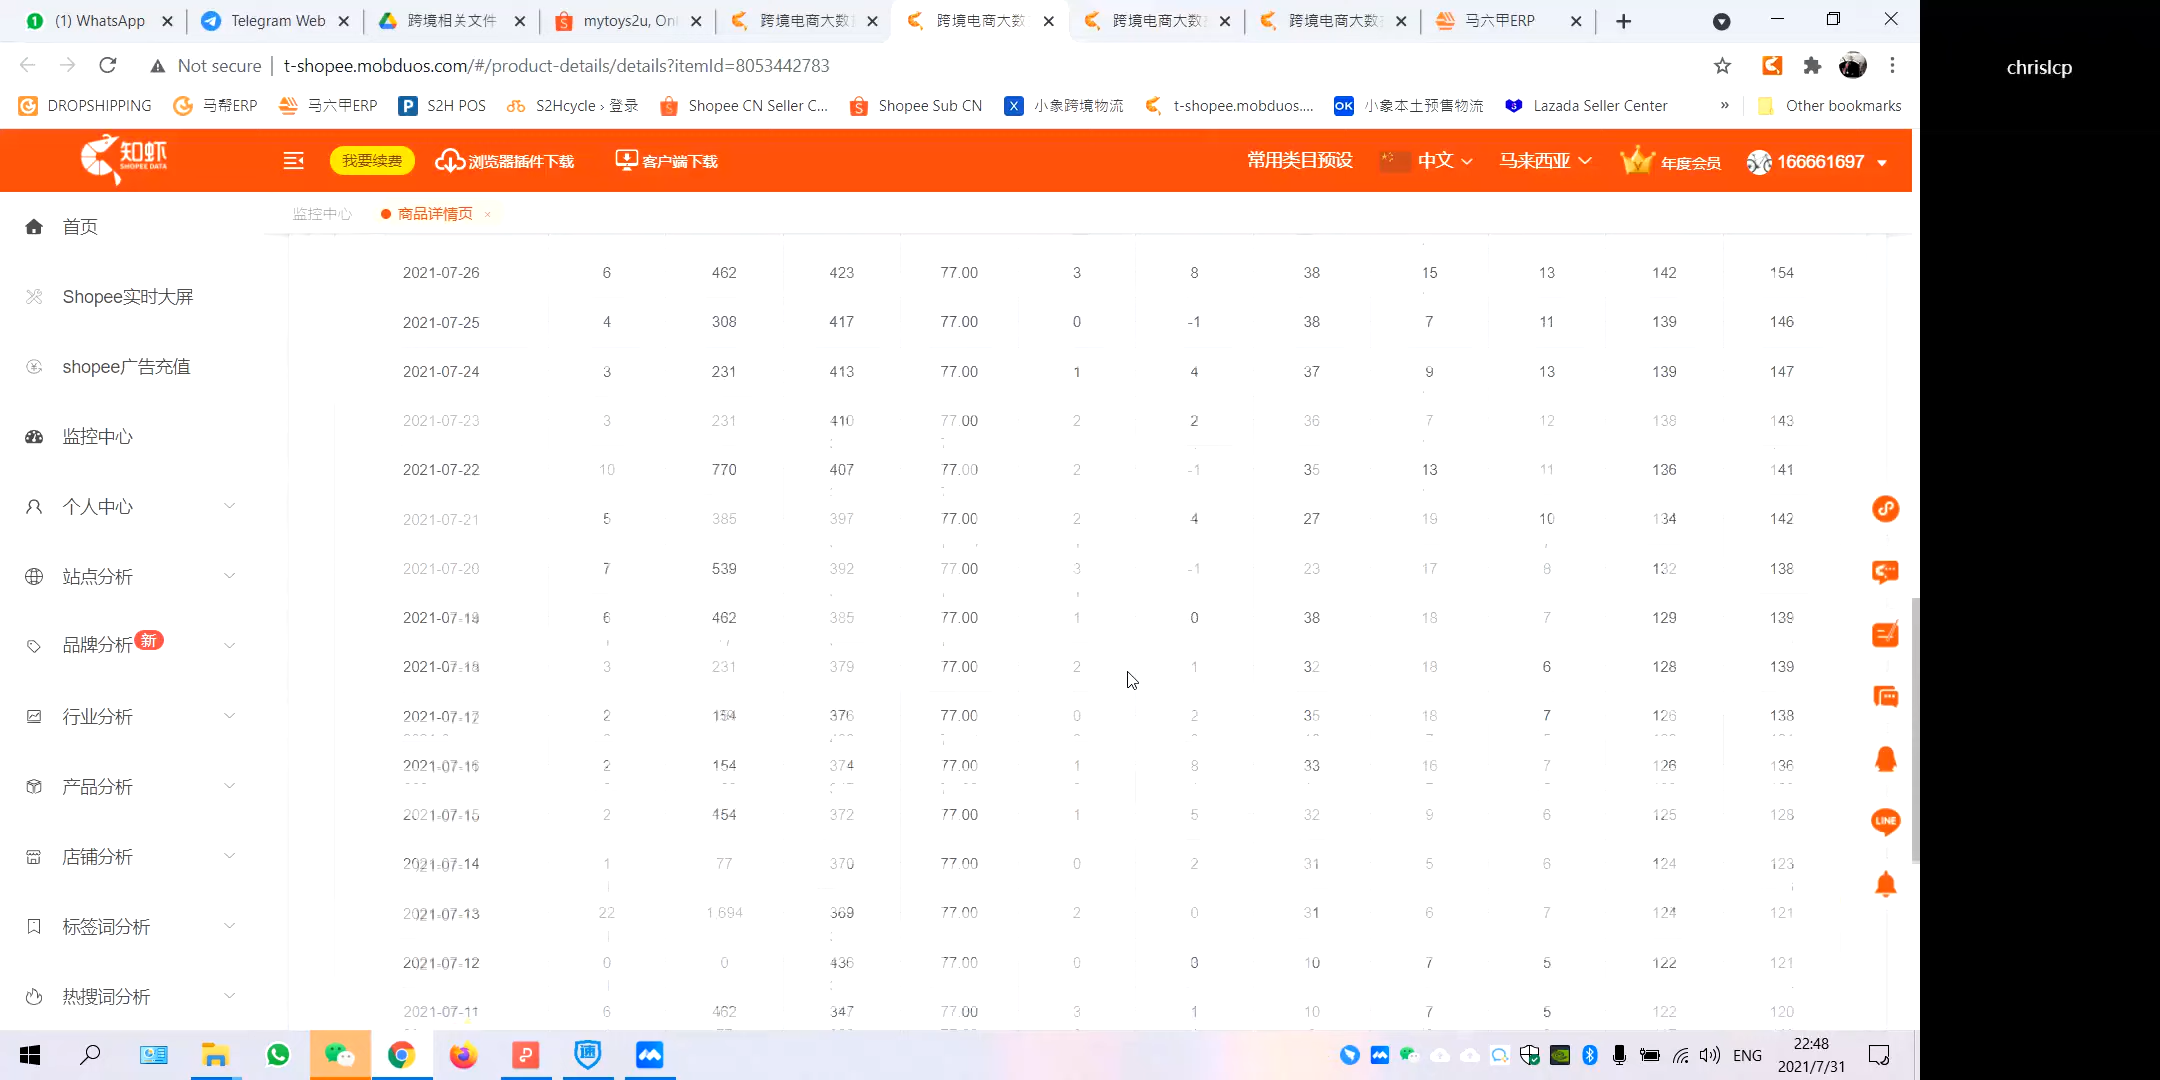 (1) WhatsApp
Telegram Web
跨境相关文件
mytoys2u, Onl
跨境电商大数据
跨境电商大数
跨境电商大数据
跨境电商大数据
马六甲ERP
Not secure
t-shopee.mobduos.com/#/product-details/details?itemId=8053442783
DROPSHIPPING
马帮ERP
马六甲ERP
S2H POS
S2Hcycle › 登录
Shopee CN Seller C...
Shopee Sub CN
小象跨境物流
t-shopee.mobduos....
小象本土预售物流
Lazada Seller Center
»
Other bookmarks
chrislcp
知虾
SHOPEE DATA
我要续费
浏览器插件下载
客户端下载
常用类目预设
中文
马来西亚
年度会员
166661697
首页
Shopee实时大屏
shopee广告充值
监控中心
个人中心
站点分析
品牌分析 新
行业分析
产品分析
店铺分析
标签词分析
热搜词分析
监控中心
商品详情页 ×
2021-07-26 6 462 423 77.00 3 8 38 15 13 142 154
2021-07-25 4 308 417 77.00 0 -1 38 7 11 139 146
2021-07-24 3 231 413 77.00 1 4 37 9 13 139 147
2021-07-23 3 231 410 77.00 2 2 36 7 12 138 143
2021-07-22 10 770 407 77.00 2 -1 35 13 11 136 141
2021-07-21 5 385 397 77.00 2 4 27 19 10 134 142
2021-07-20 7 539 392 77.00 3 -1 23 17 8 132 138
2021-07-19 6 462 385 77.00 1 0 38 18 7 129 139
2021-07-18 3 231 379 77.00 2 1 32 18 6 128 139
2 154 376 77.00 0 2 35 18 7 126 138
2 154 374 77.00 1 8 33 16 7 126 136
2021-07-15 2 454 372 77.00 1 5 32 9 6 125 128
2021-07-14 1 77 370 77.00 0 2 31 5 6 124 123
2021-07-13 22 1,694 369 77.00 2 0 31 6 7 124 121
2021-07-12 0 0 436 77.00 0 10 7 5 122 121
2021-07-11 6 462 347 77.00 3 1 10 7 5 122 120
LINE
ENG
22:48
2021/7/31